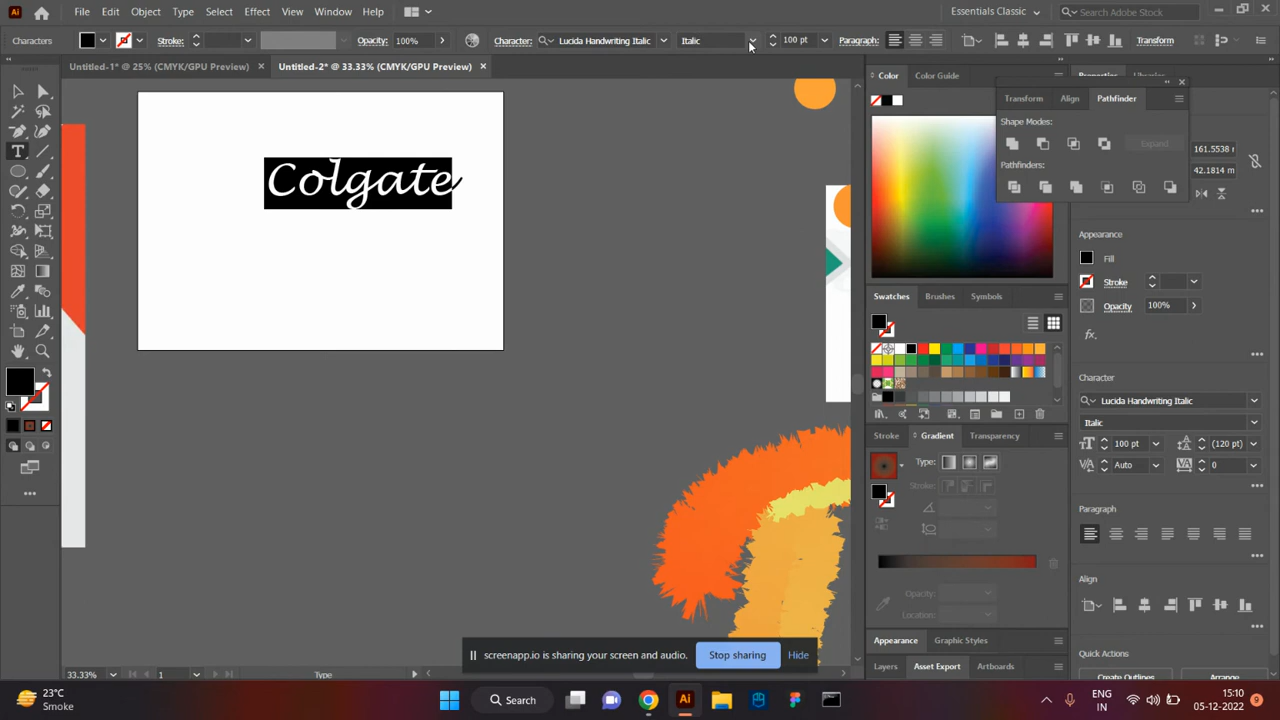 Ai File Edit Object Type Select Effect View Window Help Essentials Classic Search Adobe Stock
Characters Stroke: Opacity: 100% Character: Lucida Handwriting Italic Italic 100 pt Paragraph: Transform
Untitled-1* @ 25% (CMYK/GPU Preview) × Untitled-2* @ 33.33% (CMYK/GPU Preview) ×
Color Color Guide Properties Libraries
Transform Align Pathfinder
Shape Modes:
Expand
Pathfinders:
161.5538 m
42.1814 m
Colgate
Appearance
Fill
Stroke
Opacity 100%
fx.
Swatches Brushes Symbols
Character
Lucida Handwriting Italic
Italic
100 pt (120 pt)
Auto 0
Stroke Gradient Transparency
Type:
Stroke:
Paragraph
Opacity:
Location:
Align
Appearance Graphic Styles
Quick Actions
Layers Asset Export Artboards
Create Outlines Arrange
screenapp.io is sharing your screen and audio. Stop sharing Hide
33.33% 1 Type
23°C
Smoke
Search
ENG
IN
15:10
05-12-2022